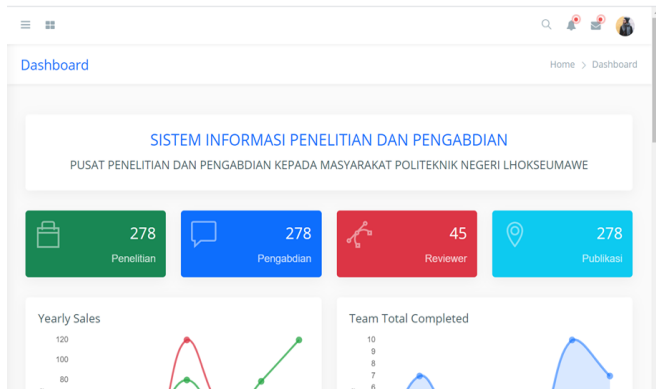 Dashboard
Home > Dashboard
SISTEM INFORMASI PENELITIAN DAN PENGABDIAN
PUSAT PENELITIAN DAN PENGABDIAN KEPADA MASYARAKAT POLITEKNIK NEGERI LHOKSEUMAWE
278
Penelitian
278
Pengabdian
45
Reviewer
278
Publikasi
Yearly Sales
120
100
80
Team Total Completed
10
9
8
7
6